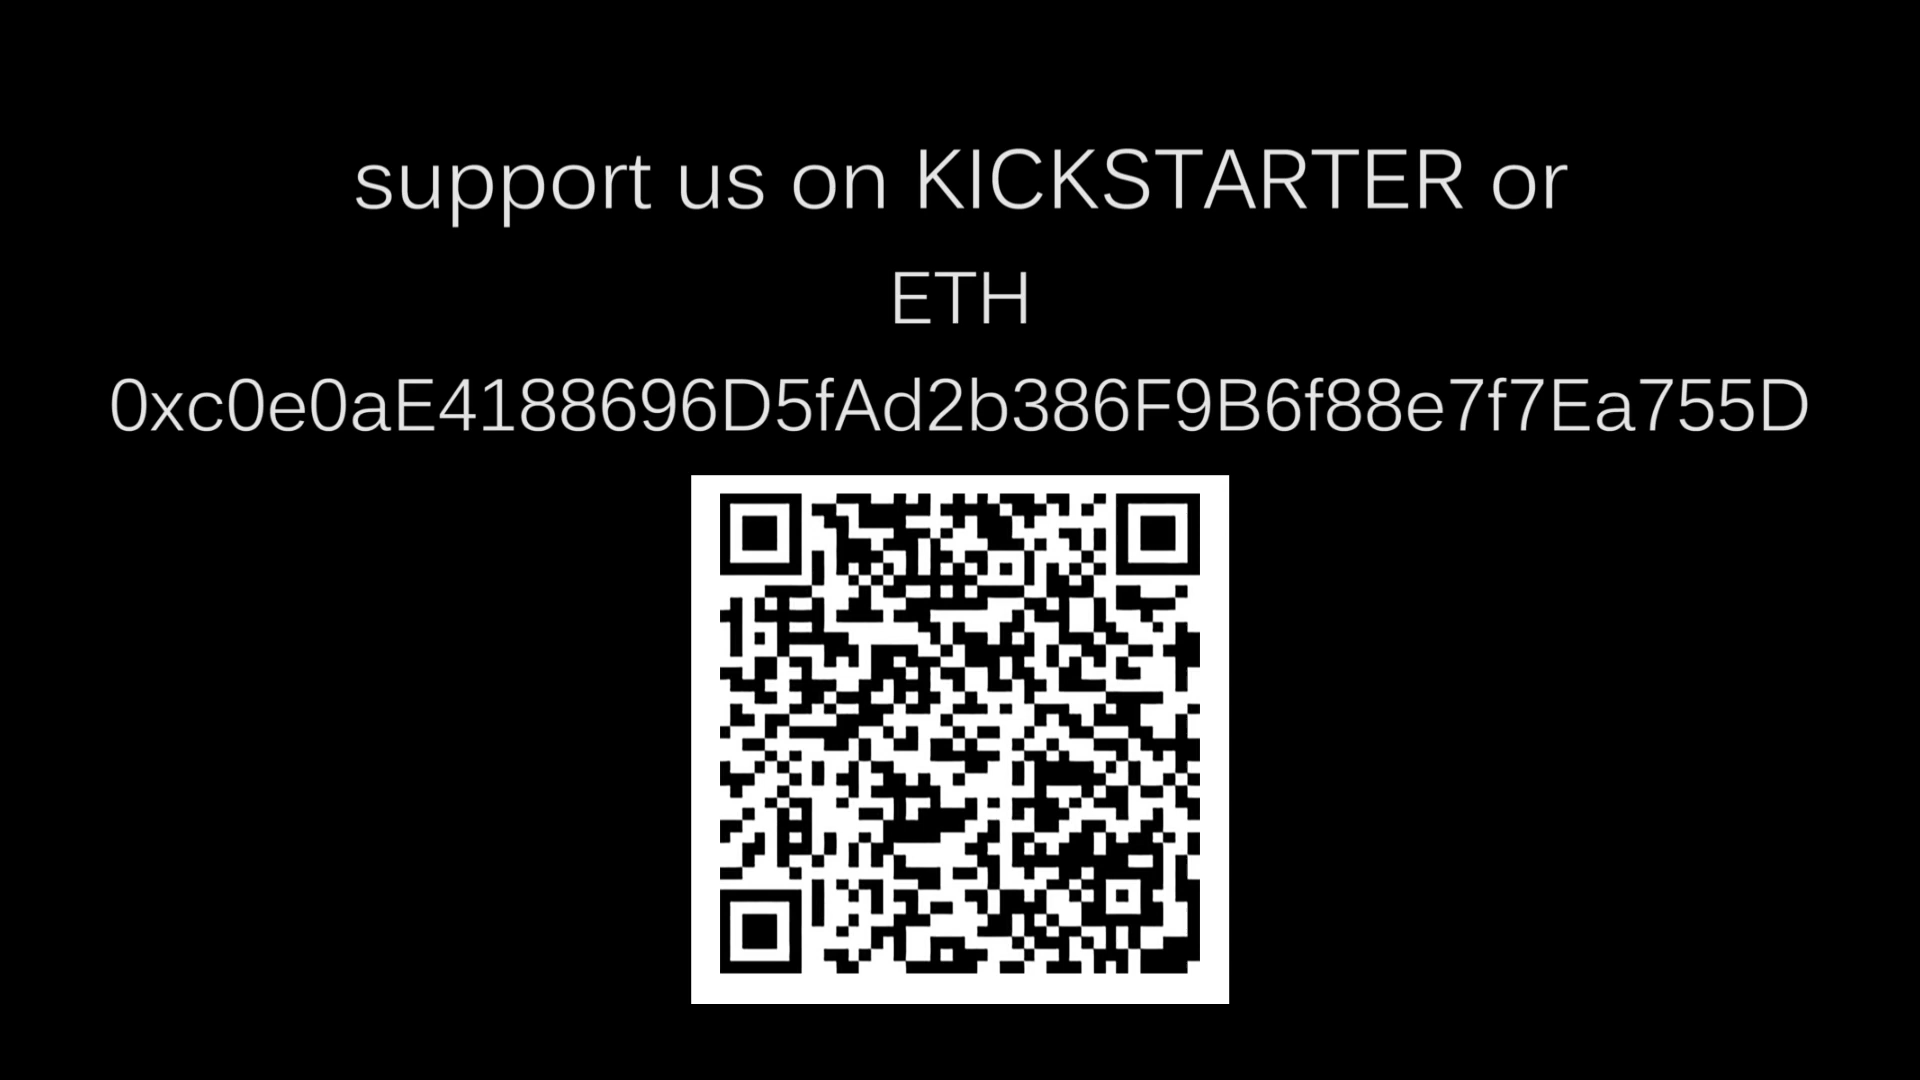 support us on KICKSTARTER or
ETH
0xc0e0aE4188696D5fAd2b386F9B6f88e7f7Ea755D